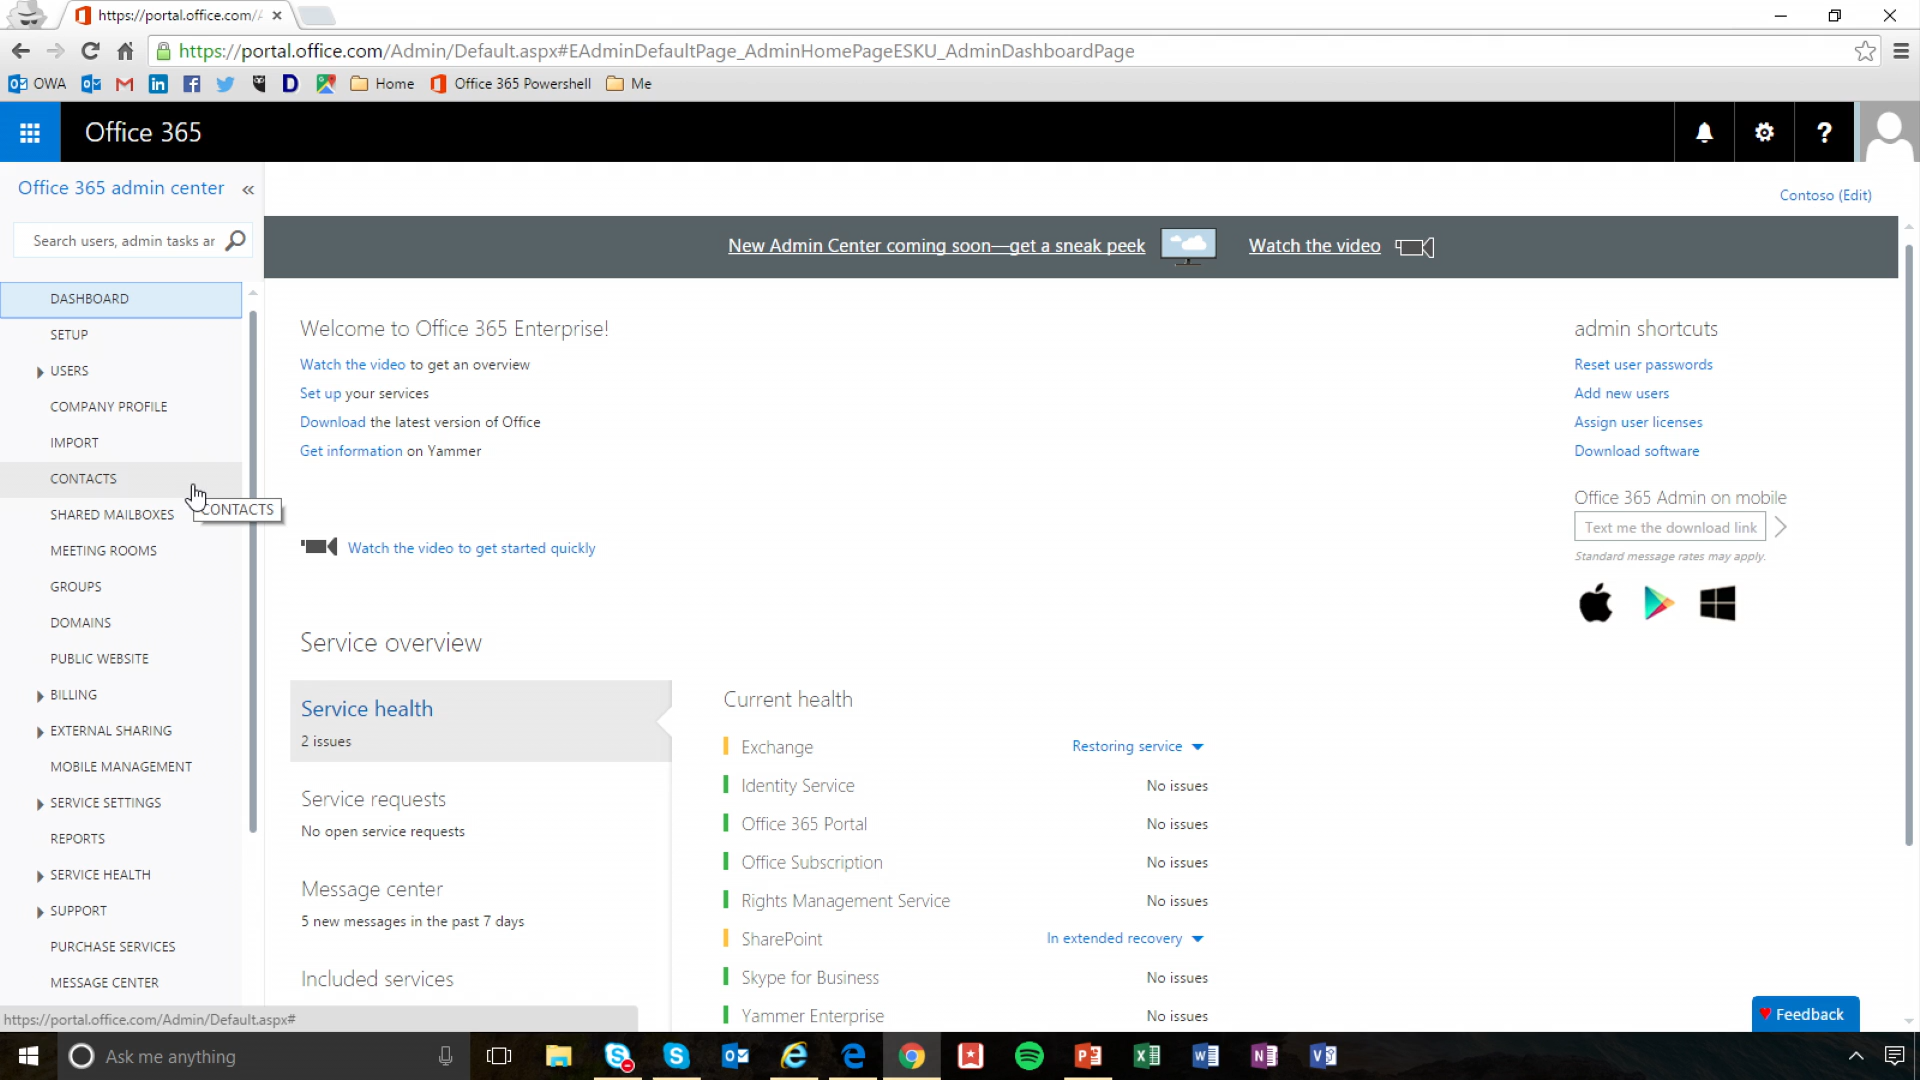 https://portal.office.com/A
https://portal.office.com/Admin/Default.aspx#EAdminDefaultPage_AdminHomePageESKU_AdminDashboardPage
OWA
Home
Office 365 Powershell
Me
Office 365
Office 365 admin center
Contoso (Edit)
Search users, admin tasks ar
New Admin Center coming soon—get a sneak peek
Watch the video
DASHBOARD
SETUP
USERS
COMPANY PROFILE
IMPORT
CONTACTS
CONTACTS
SHARED MAILBOXES
MEETING ROOMS
GROUPS
DOMAINS
PUBLIC WEBSITE
BILLING
EXTERNAL SHARING
MOBILE MANAGEMENT
SERVICE SETTINGS
REPORTS
SERVICE HEALTH
SUPPORT
PURCHASE SERVICES
MESSAGE CENTER
https://portal.office.com/Admin/Default.aspx#
Welcome to Office 365 Enterprise!
Watch the video to get an overview
Set up your services
Download the latest version of Office
Get information on Yammer
Watch the video to get started quickly
Service overview
Service health
2 issues
Service requests
No open service requests
Message center
5 new messages in the past 7 days
Included services
Current health
Exchange Restoring service
Identity Service No issues
Office 365 Portal No issues
Office Subscription No issues
Rights Management Service No issues
SharePoint In extended recovery
Skype for Business No issues
Yammer Enterprise No issues
admin shortcuts
Reset user passwords
Add new users
Assign user licenses
Download software
Office 365 Admin on mobile
Text me the download link
Standard message rates may apply.
Feedback
Ask me anything